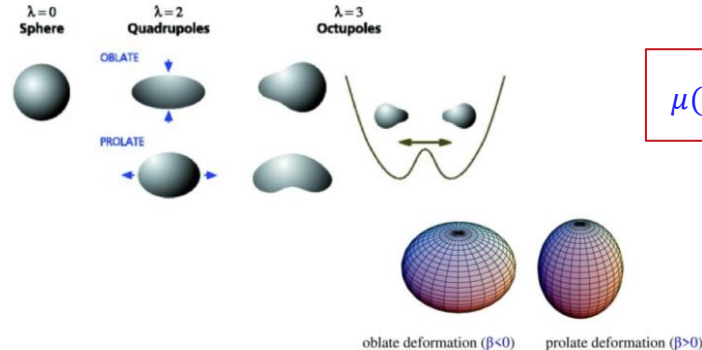 λ=0
Sphere
λ=2
Quadrupoles
λ=3
Octupoles
OBLATE
PROLATE
μ(
oblate deformation (β<0)
prolate deformation (β>0)